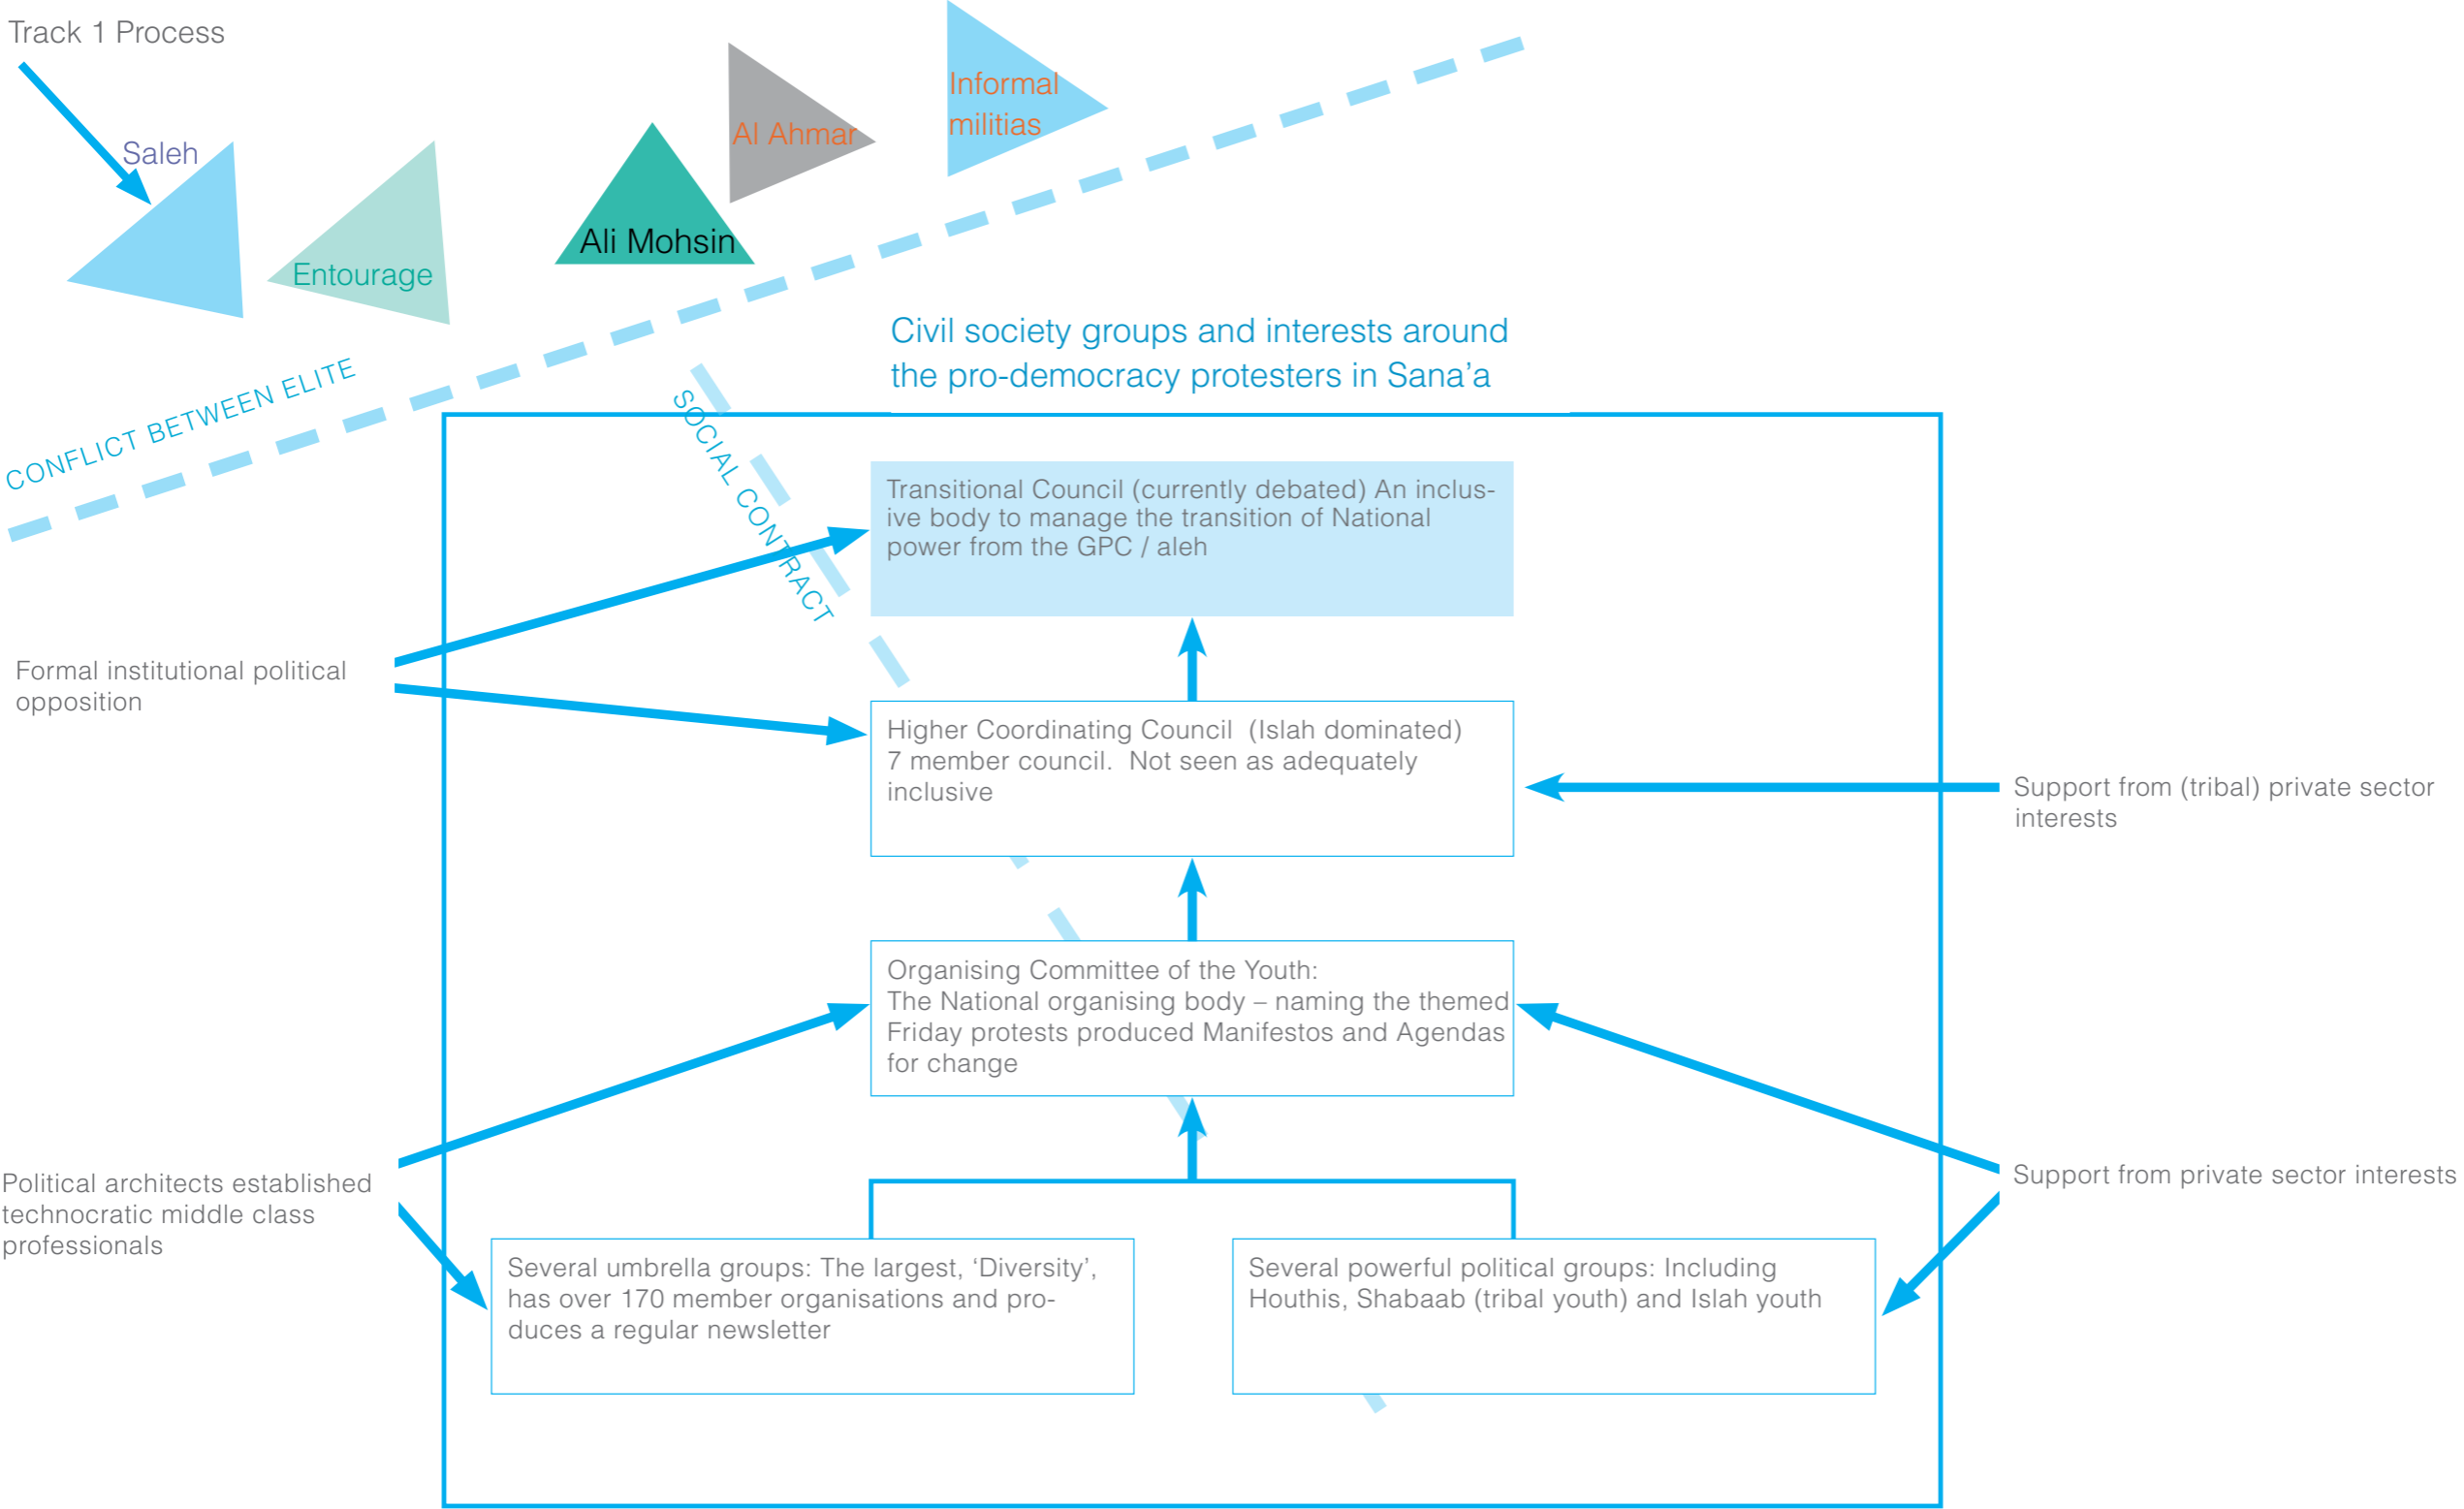 Track 1 Process
Saleh
Entourage
Ali Mohsin
Al Ahmar
Informal
militias
CONFLICT BETWEEN ELITE
SOCIAL CONTRACT
Civil society groups and interests around
the pro-democracy protesters in Sana’a
Transitional Council (currently debated) An inclus-
ive body to manage the transition of National
power from the GPC / aleh
Formal institutional political
opposition
Higher Coordinating Council (Islah dominated)
7 member council. Not seen as adequately
inclusive
Support from (tribal) private sector
interests
Organising Committee of the Youth:
The National organising body – naming the themed
Friday protests produced Manifestos and Agendas
for change
Political architects established
technocratic middle class
professionals
Support from private sector interests
Several umbrella groups: The largest, ‘Diversity’,
has over 170 member organisations and pro-
duces a regular newsletter
Several powerful political groups: Including
Houthis, Shabaab (tribal youth) and Islah youth